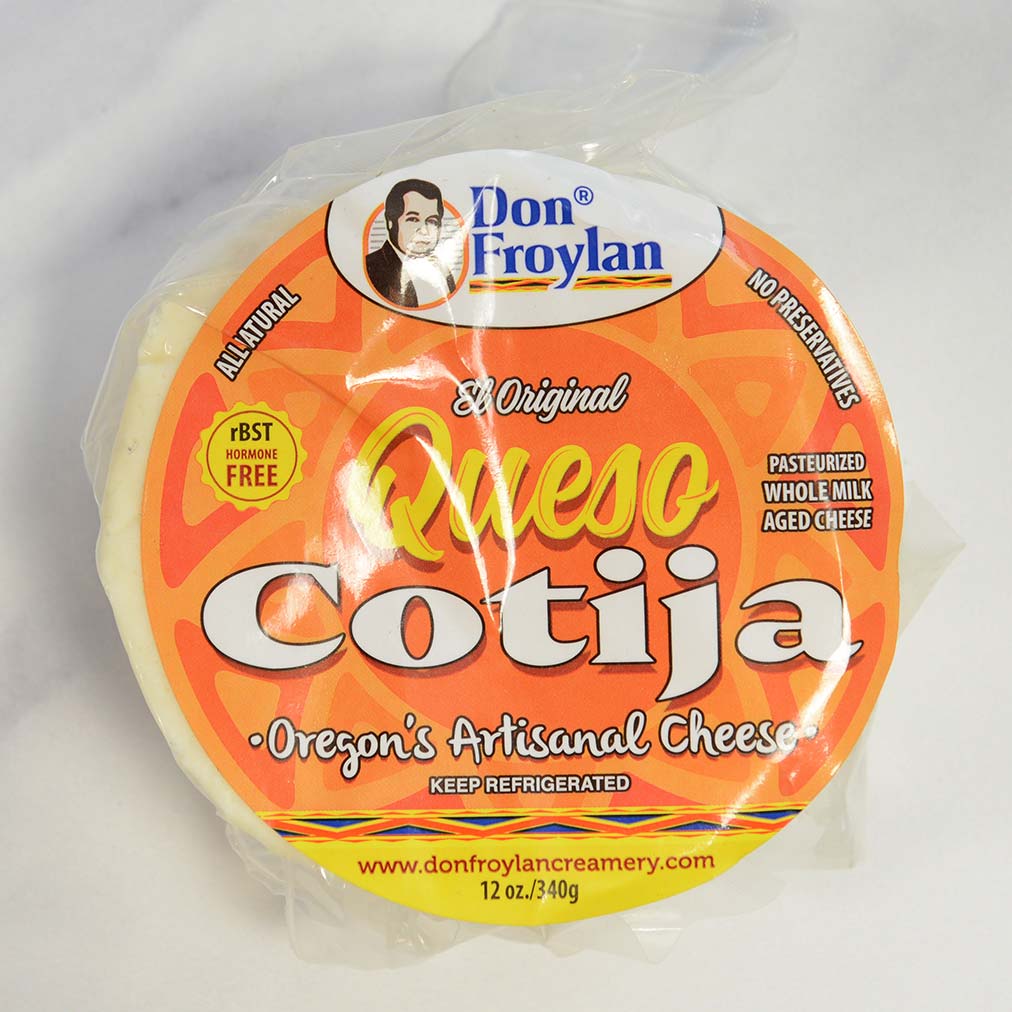 Don®
Froylan
ALL NATURAL
NO PRESERVATIVES
El Original
Queso
Cotija
rBST
HORMONE
FREE
PASTEURIZED
WHOLE MILK
AGED CHEESE
•Oregon's Artisanal Cheese•
KEEP REFRIGERATED
www.donfroylancreamery.com
12 oz./340g